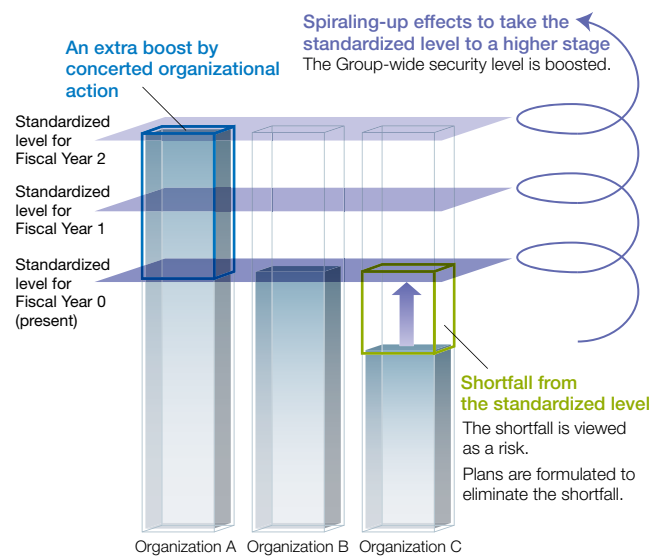 Spiraling-up effects to take the
standardized level to a higher stage
The Group-wide security level is boosted.
An extra boost by
concerted organizational
action
Standardized
level for
Fiscal Year 2
Standardized
level for
Fiscal Year 1
Standardized
level for
Fiscal Year 0
(present)
Shortfall from
the standardized level
The shortfall is viewed
as a risk.
Plans are formulated to
eliminate the shortfall.
Organization A
Organization B
Organization C